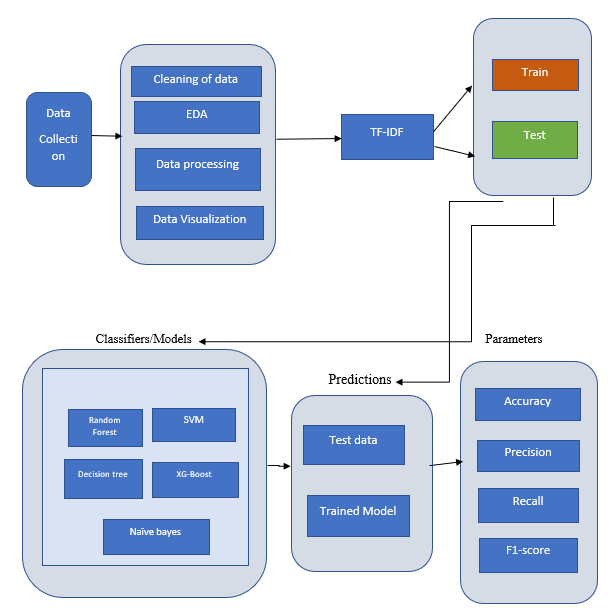 Data
Collecti
on
Cleaning of data
EDA
Data processing
Data Visualization
TF-IDF
Train
Test
Classifiers/Models
Random
Forest
SVM
Decision tree
XG-Boost
Naïve bayes
Predictions
Test data
Trained Model
Parameters
Accuracy
Precision
Recall
F1-score